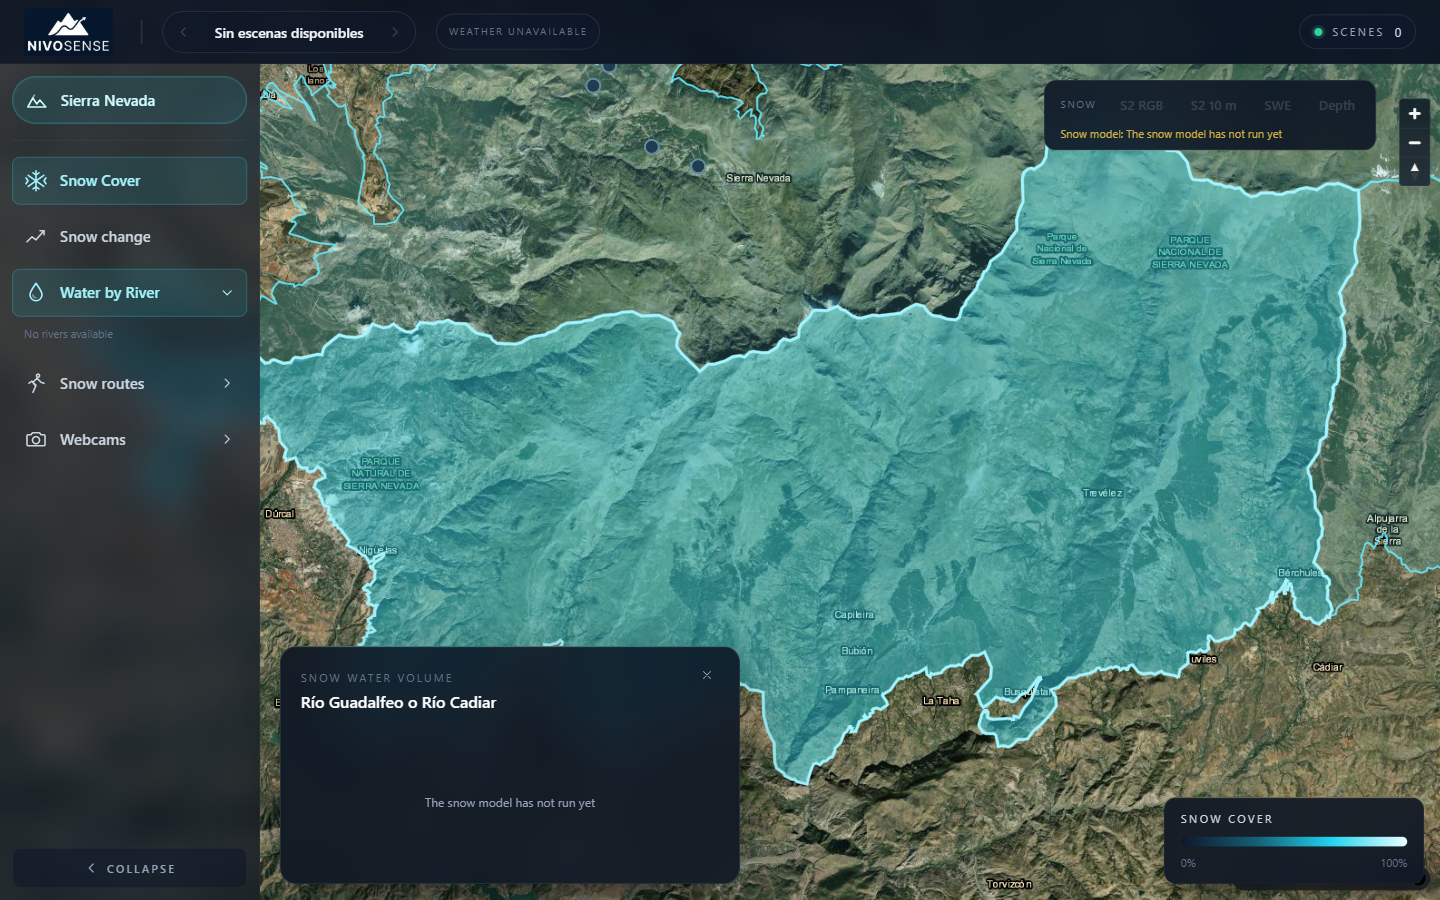 NIVOSENSE
Sin escenas disponibles
WEATHER UNAVAILABLE
SCENES 0
Sierra Nevada
Snow Cover
Snow change
Water by River
No rivers available
Snow routes
Webcams
COLLAPSE
SNOW S2 RGB S2 10 m SWE Depth
Snow model: The snow model has not run yet
Los
llanos
Sierra Nevada
Parque
Nacional de
Sierra Nevada
PARQUE
NACIONAL DE
SIERRA NEVADA
PARQUE
NATURAL DE
SIERRA NEVADA
Dúrcal
Nigüelas
Trevélez
Alpujarra
de la
Sierra
Bérchules
Capileira
Bubión
Pampaneira
La Taha
Busquístar
uviles
Cádiar
Torvizcón
SNOW WATER VOLUME
Río Guadalfeo o Río Cadiar
The snow model has not run yet
SNOW COVER
0% 100%